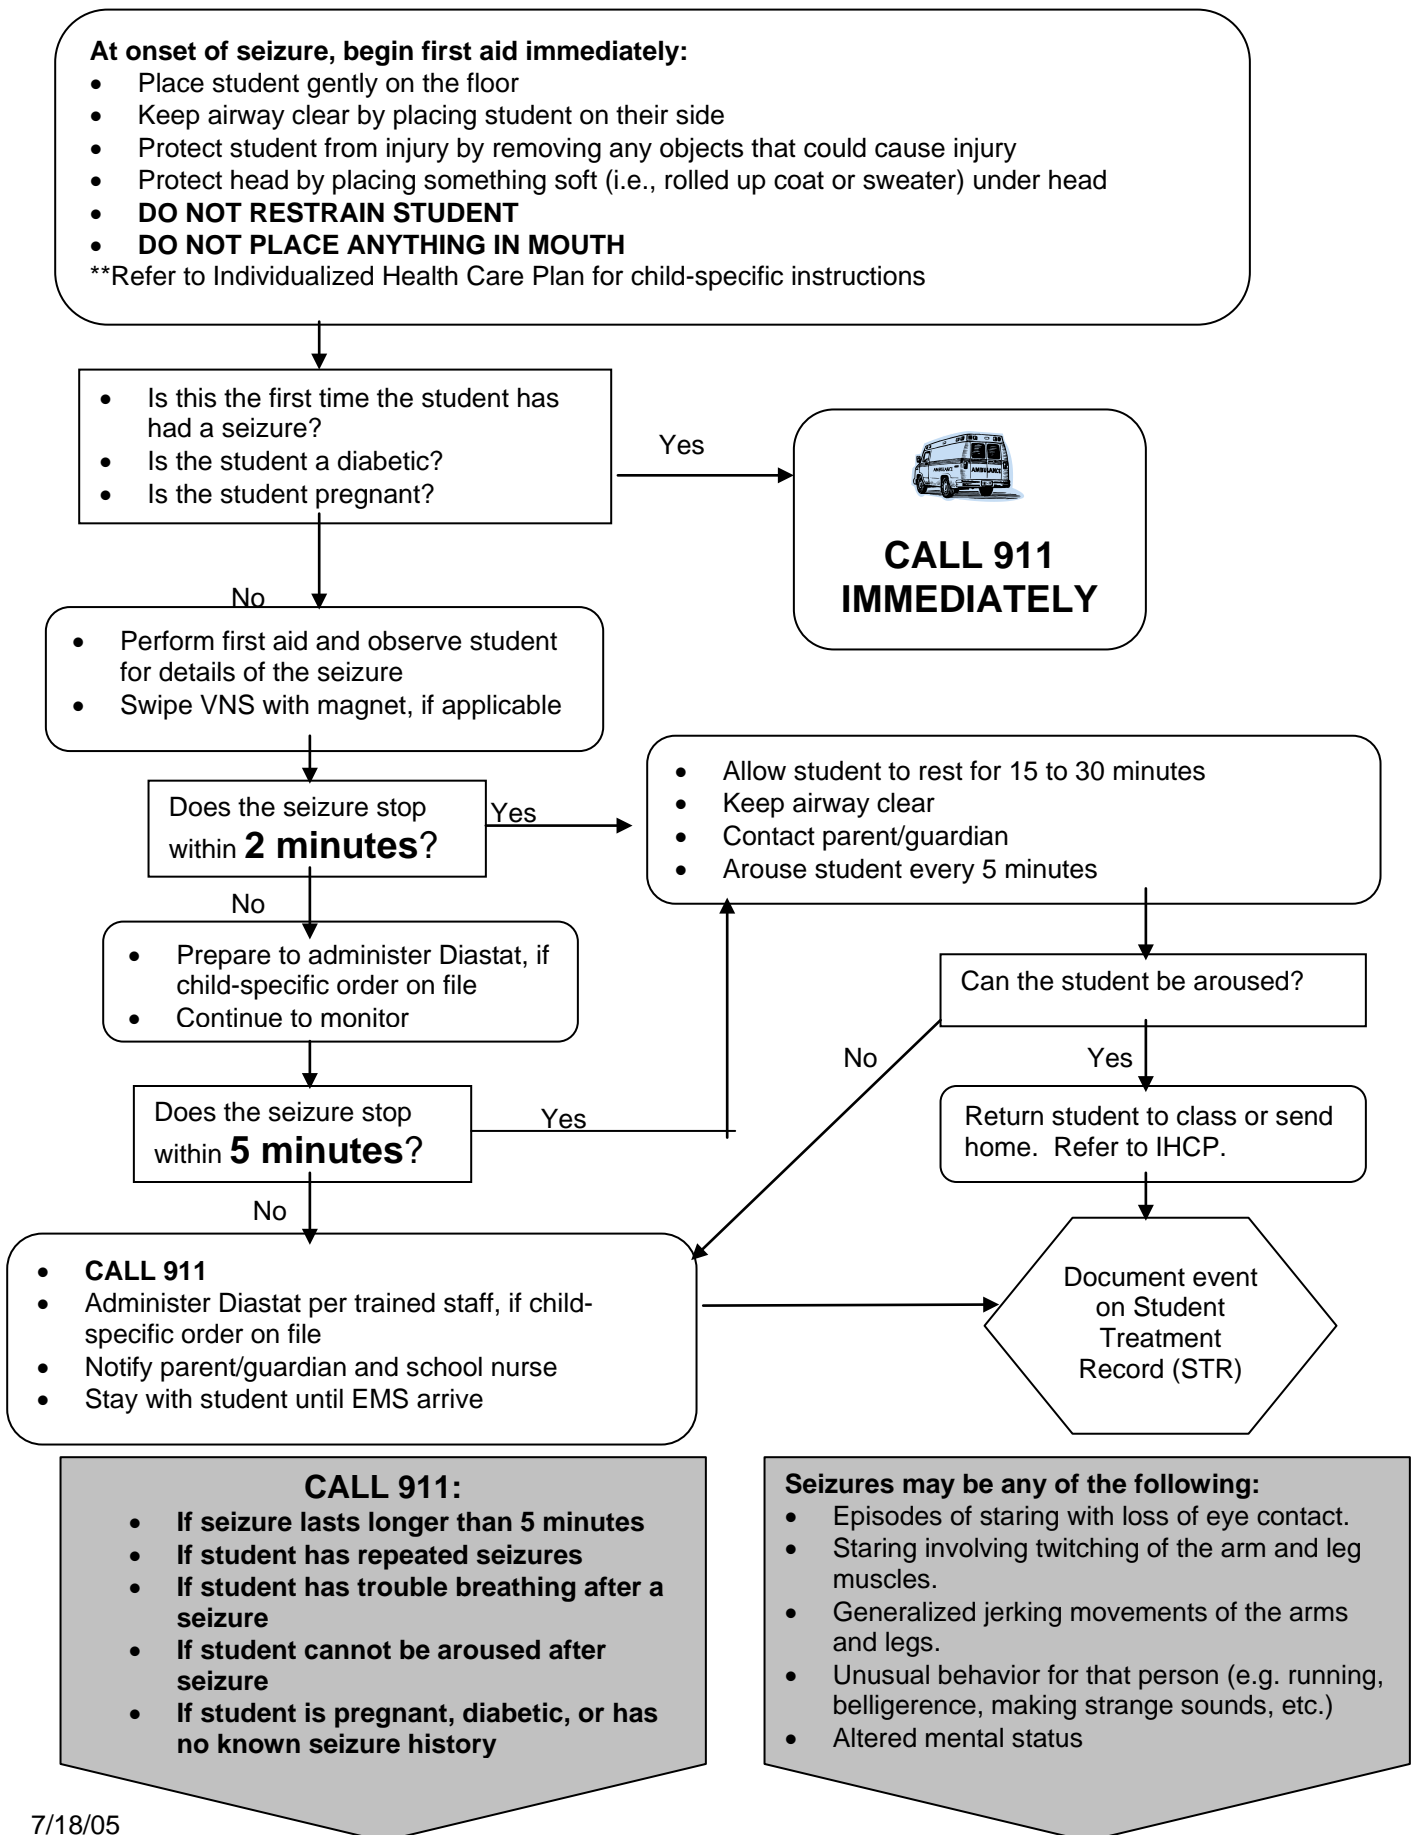 At onset of seizure, begin first aid immediately:
• Place student gently on the floor
• Keep airway clear by placing student on their side
• Protect student from injury by removing any objects that could cause injury
• Protect head by placing something soft (i.e., rolled up coat or sweater) under head
• DO NOT RESTRAIN STUDENT
• DO NOT PLACE ANYTHING IN MOUTH
**Refer to Individualized Health Care Plan for child-specific instructions
• Is this the first time the student has
had a seizure?
• Is the student a diabetic?
• Is the student pregnant?
Yes
AMBULANCE
CALL 911
IMMEDIATELY
No
• Perform first aid and observe student
for details of the seizure
• Swipe VNS with magnet, if applicable
Does the seizure stop
within 2 minutes?
Yes
• Allow student to rest for 15 to 30 minutes
• Keep airway clear
• Contact parent/guardian
• Arouse student every 5 minutes
No
• Prepare to administer Diastat, if
child-specific order on file
• Continue to monitor
Can the student be aroused?
No
Yes
Does the seizure stop
within 5 minutes?
Yes
Return student to class or send
home. Refer to IHCP.
No
• CALL 911
• Administer Diastat per trained staff, if child-
specific order on file
• Notify parent/guardian and school nurse
• Stay with student until EMS arrive
Document event
on Student
Treatment
Record (STR)
CALL 911:
• If seizure lasts longer than 5 minutes
• If student has repeated seizures
• If student has trouble breathing after a
seizure
• If student cannot be aroused after
seizure
• If student is pregnant, diabetic, or has
no known seizure history
Seizures may be any of the following:
• Episodes of staring with loss of eye contact.
• Staring involving twitching of the arm and leg
muscles.
• Generalized jerking movements of the arms
and legs.
• Unusual behavior for that person (e.g. running,
belligerence, making strange sounds, etc.)
• Altered mental status
7/18/05